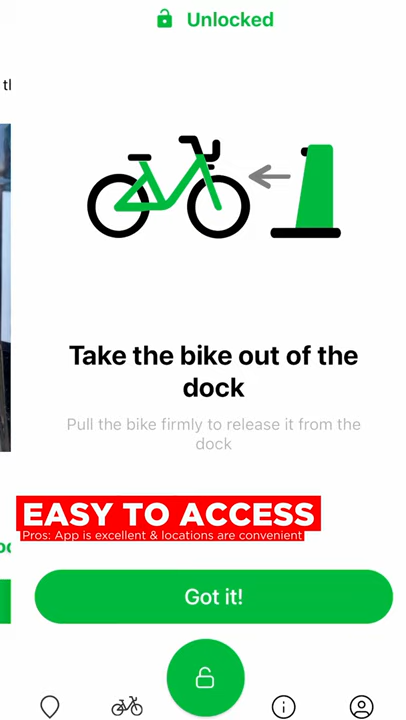 Unlocked
Take the bike out of the
dock
Pull the bike firmly to release it from the
dock
EASY TO ACCESS
Pros: App is excellent & locations are convenient
Got it!